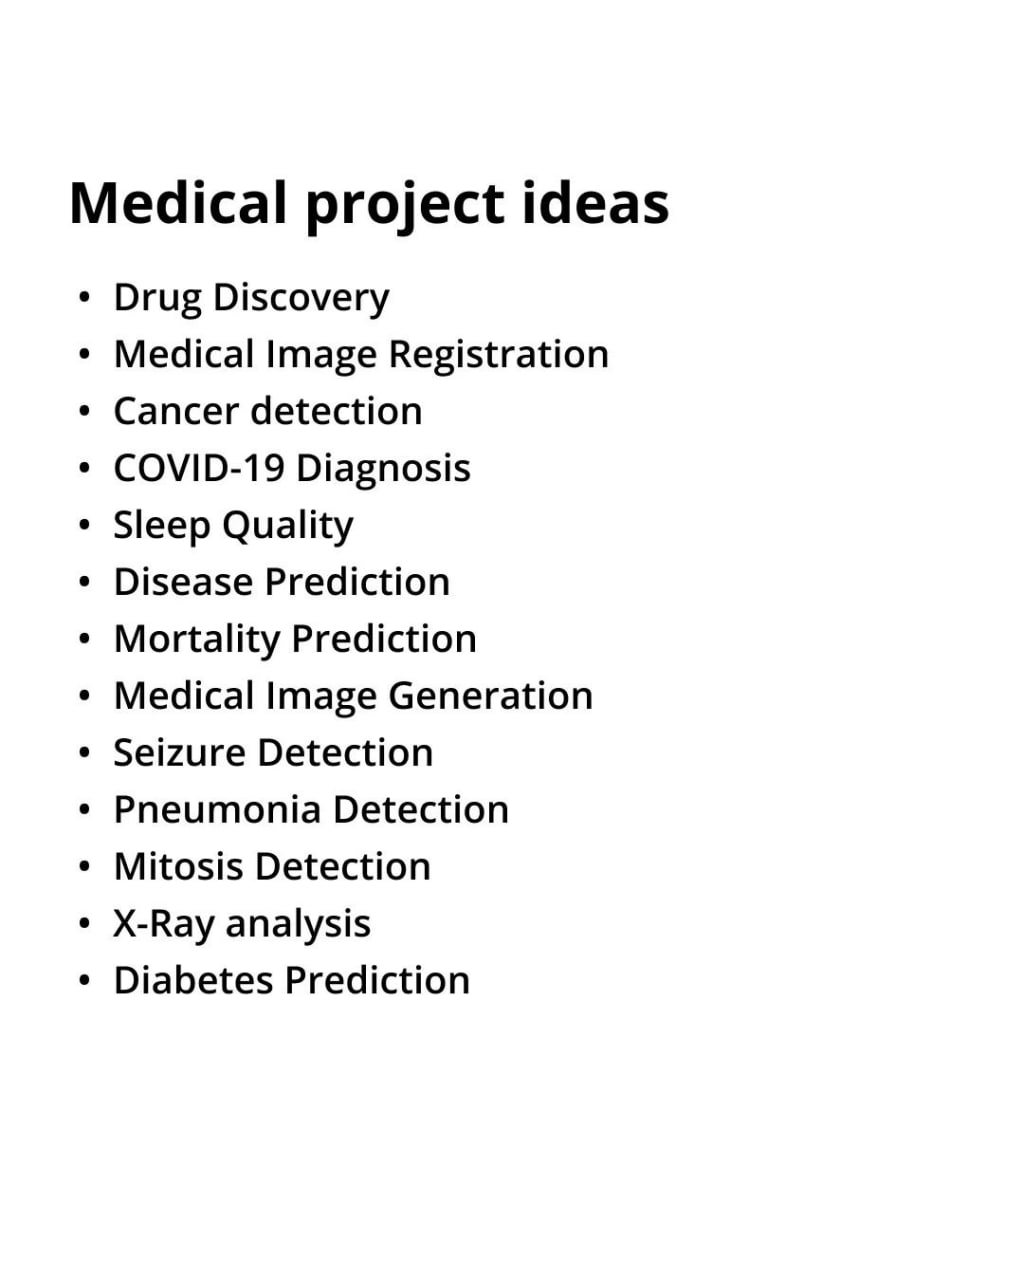 Medical project ideas
• Drug Discovery
• Medical Image Registration
• Cancer detection
• COVID-19 Diagnosis
• Sleep Quality
• Disease Prediction
• Mortality Prediction
• Medical Image Generation
• Seizure Detection
• Pneumonia Detection
• Mitosis Detection
• X-Ray analysis
• Diabetes Prediction